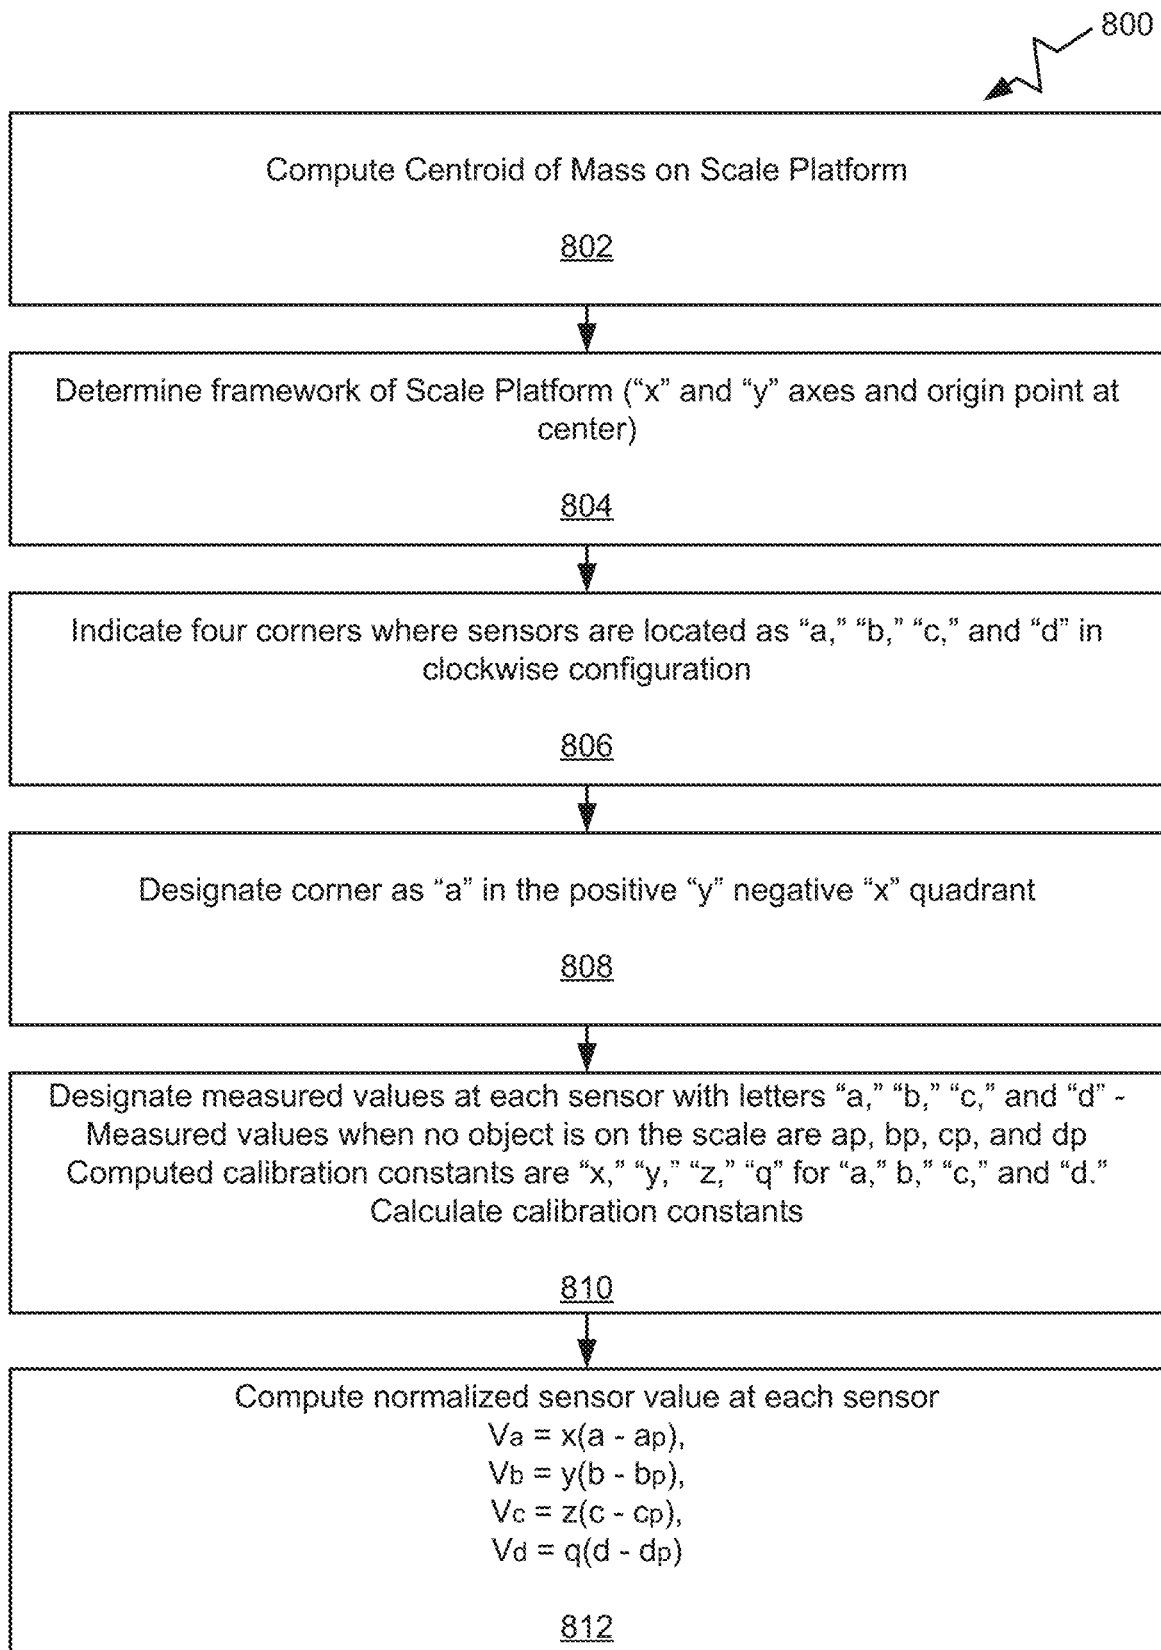 800
Compute Centroid of Mass on Scale Platform
802
Determine framework of Scale Platform (“x” and “y” axes and origin point at
center)
804
Indicate four corners where sensors are located as “a,” “b,” “c,” and “d” in
clockwise configuration
806
Designate corner as “a” in the positive “y” negative “x” quadrant
808
Designate measured values at each sensor with letters “a,” “b,” “c,” and “d” -
Measured values when no object is on the scale are ap, bp, cp, and dp
Computed calibration constants are “x,” “y,” “z,” “q” for “a,” b,” “c,” and “d.”
Calculate calibration constants
810
Compute normalized sensor value at each sensor
Va = x(a - ap),
Vb = y(b - bp),
Vc = z(c - cp),
Vd = q(d - dp)
812